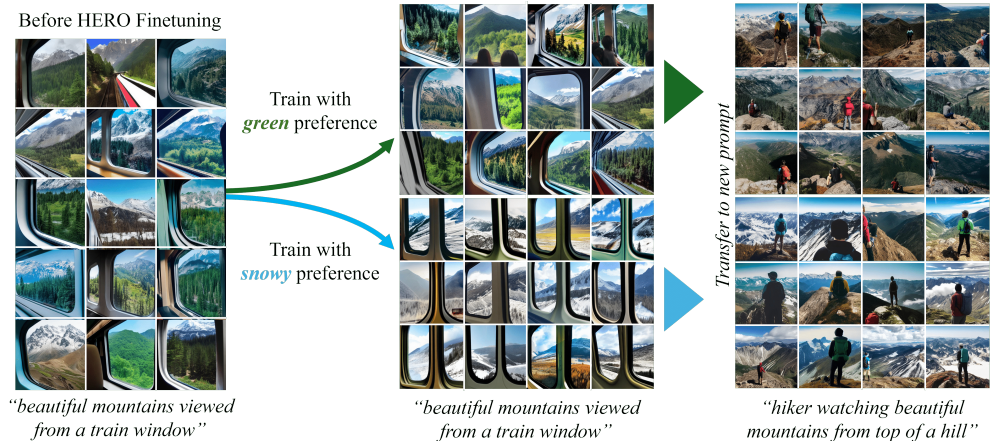 Before HERO Finetuning
Train with
green preference
Train with
snowy preference
Transfer to new prompt
“beautiful mountains viewed
from a train window”
“beautiful mountains viewed
from a train window”
“hiker watching beautiful
mountains from top of a hill”